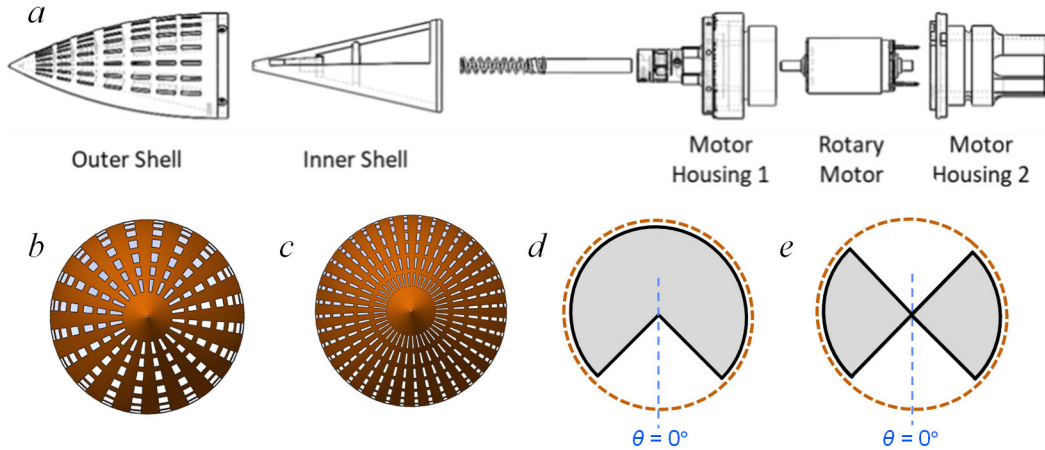 a
Outer Shell
Inner Shell
Motor
Housing 1
Rotary
Motor
Motor
Housing 2
b
c
d
e
θ = 0°
θ = 0°